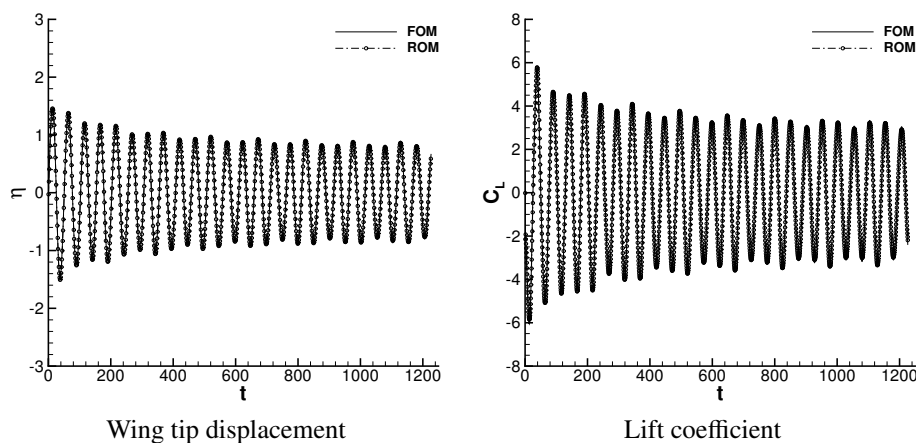 3
FOM
ROM
2
1
0
-1
-2
-3
η
0 200 400 600 800 1000 1200
t
Wing tip displacement
8
FOM
ROM
6
4
2
0
-2
-4
-6
-8
C_L
0 200 400 600 800 1000 1200
t
Lift coefficient